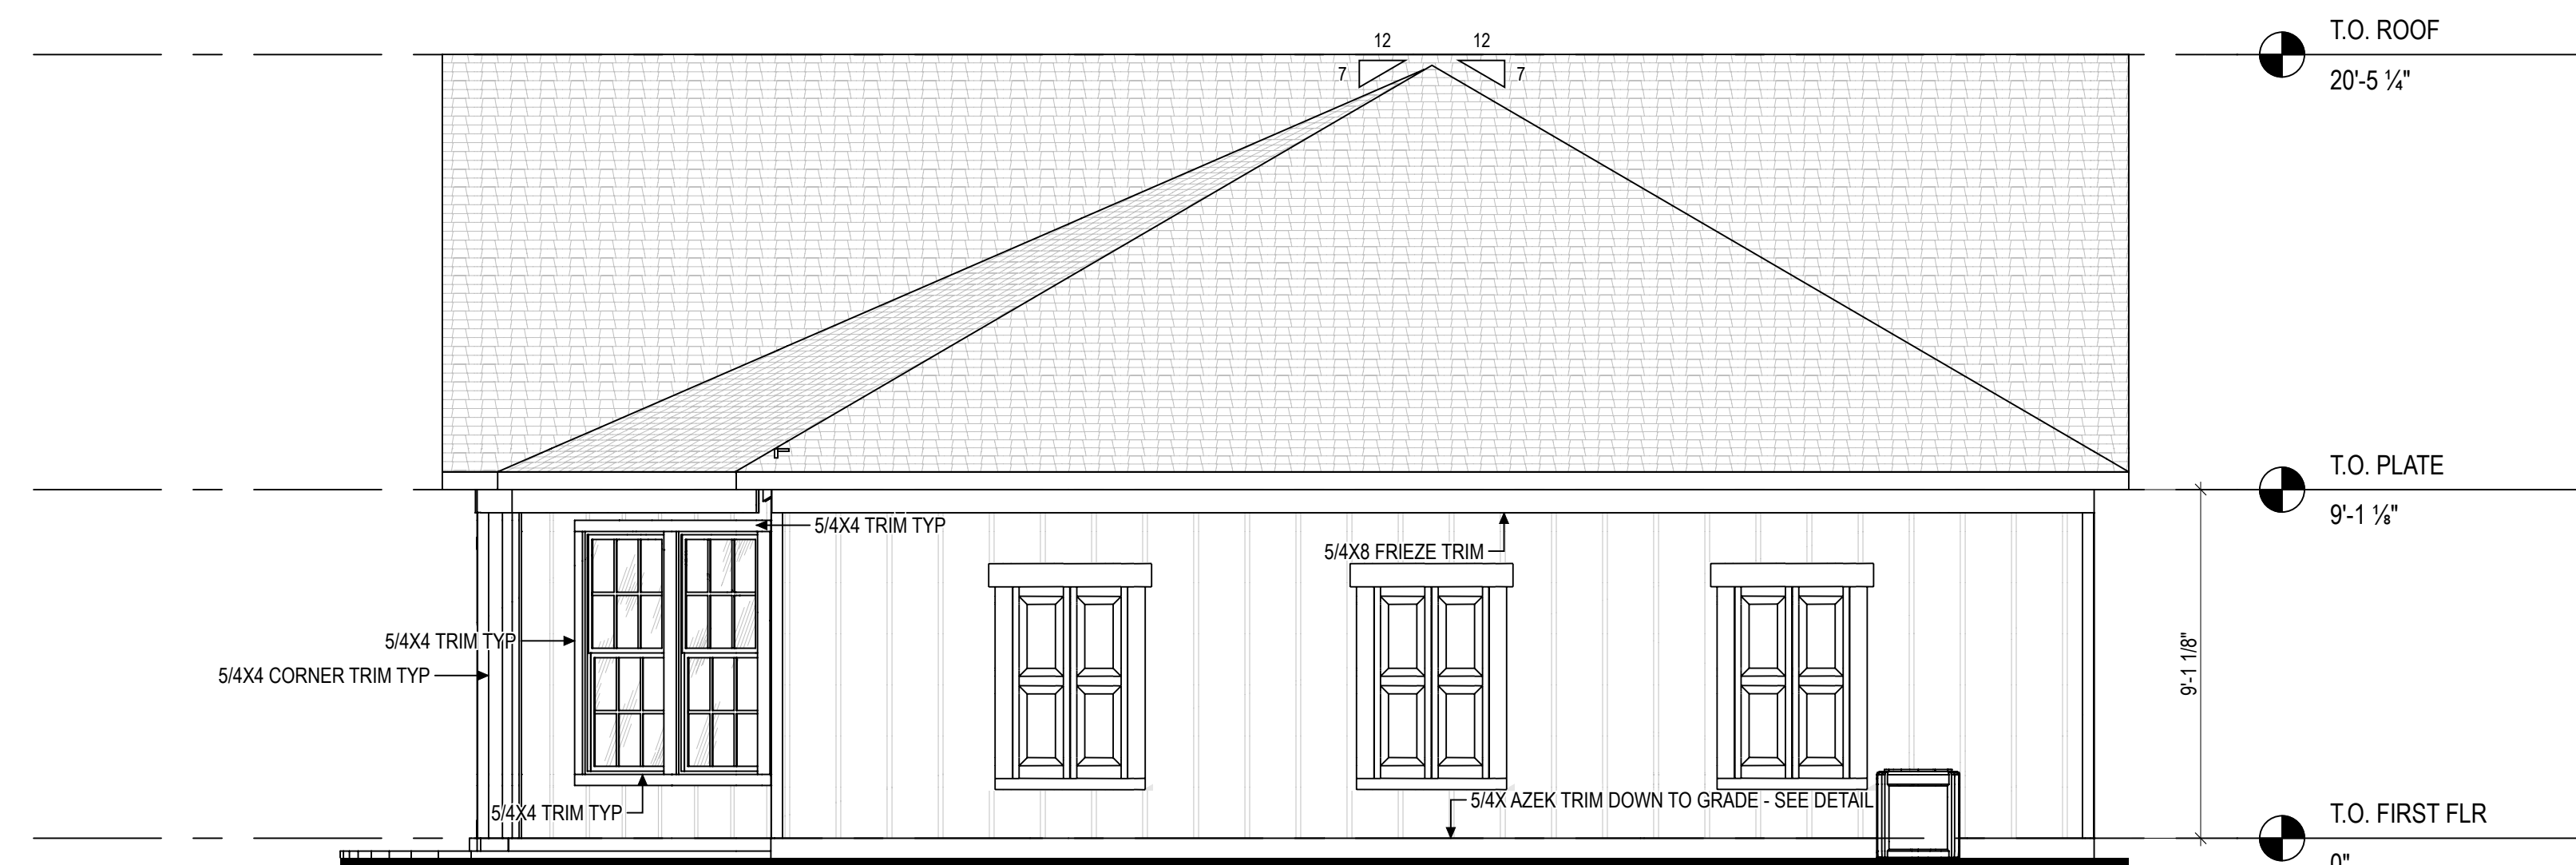 12 12
7 7
T.O. ROOF
20'-5 ¼"
T.O. PLATE
9'-1 ⅛"
5/4X4 TRIM TYP
5/4X8 FRIEZE TRIM
5/4X4 TRIM TYP
5/4X4 CORNER TRIM TYP
9'-1 1/8"
5/4X AZEK TRIM DOWN TO GRADE - SEE DETAIL
5/4X4 TRIM TYP
T.O. FIRST FLR
0"